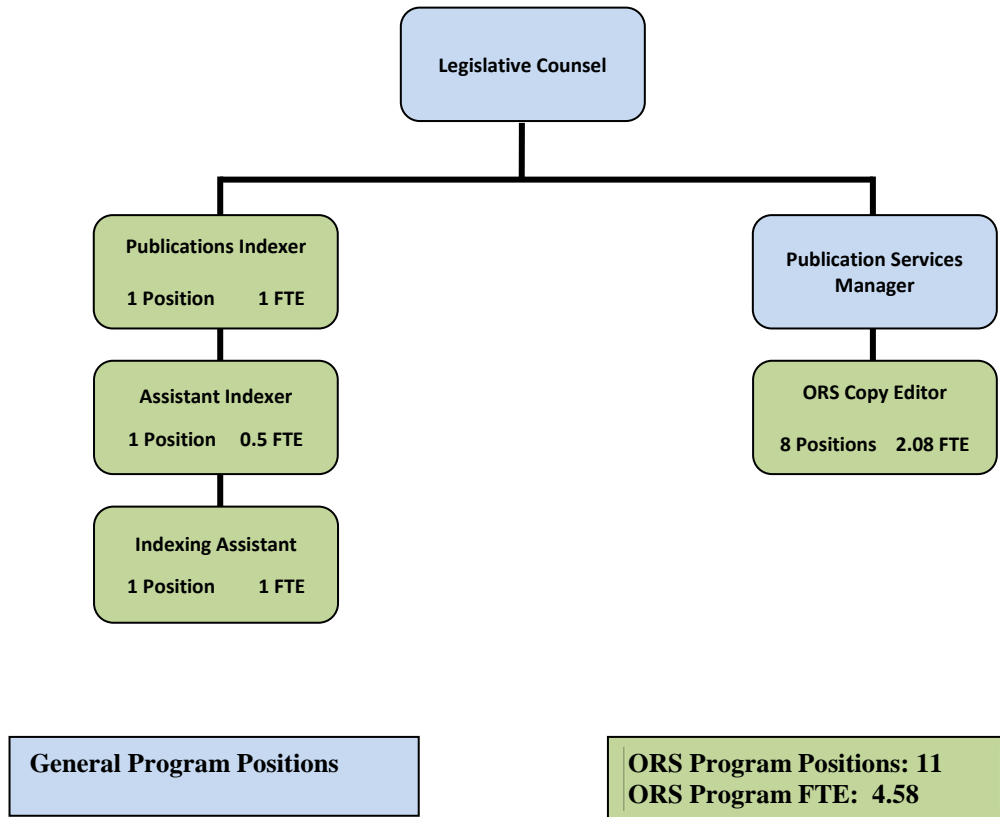 Legislative Counsel
Publications Indexer
1 Position 1 FTE
Publication Services
Manager
Assistant Indexer
1 Position 0.5 FTE
ORS Copy Editor
8 Positions 2.08 FTE
Indexing Assistant
1 Position 1 FTE
General Program Positions
ORS Program Positions: 11
ORS Program FTE: 4.58